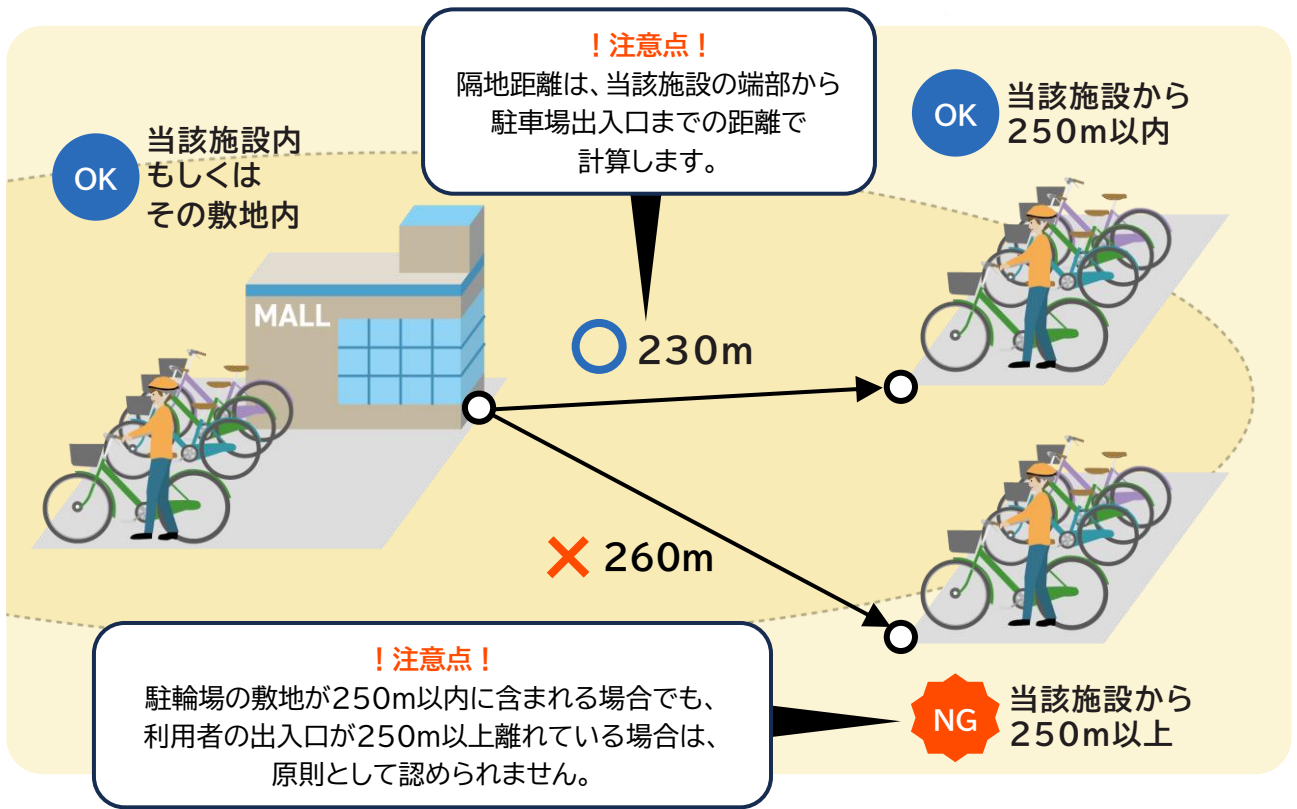 ！注意点！
隔地距離は、当該施設の端部から
駐車場出入口までの距離で
計算します。
OK
当該施設内
もしくは
その敷地内
OK
当該施設から
250m以内
MALL
230m
260m
！注意点！
駐輪場の敷地が250m以内に含まれる場合でも、
利用者の出入口が250m以上離れている場合は、
原則として認められません。
NG
当該施設から
250m以上